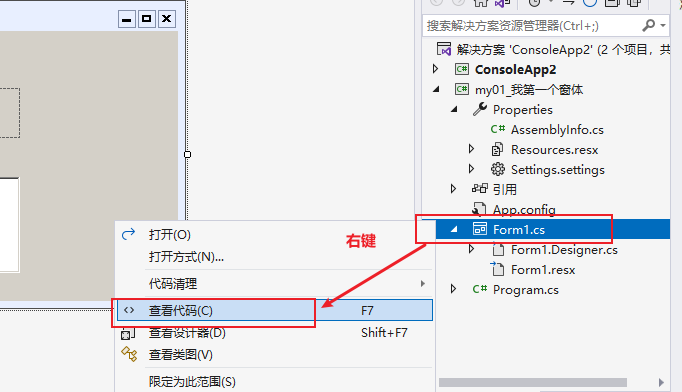 搜索解决方案资源管理器(Ctrl+;)
解决方案 'ConsoleApp2' (2 个项目，共
C# ConsoleApp2
C# my01_我第一个窗体
Properties
C# AssemblyInfo.cs
Resources.resx
Settings.settings
引用
App.config
Form1.cs
Form1.Designer.cs
Form1.resx
C# Program.cs
右键
打开(O)
打开方式(N)...
代码清理
查看代码(C) F7
查看设计器(D) Shift+F7
查看类图(V)
限定为此范围(S)